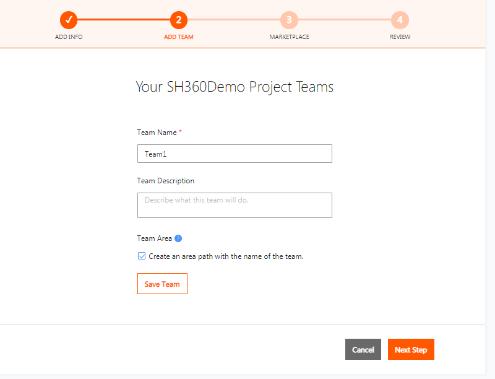 2 3 4
ADD INFO ADD TEAM MARKETPLACE REVIEW
Your SH360Demo Project Teams
Team Name *
Team1
Team Description
Describe what this team will do.
Team Area
Create an area path with the name of the team.
Save Team
Cancel Next Step